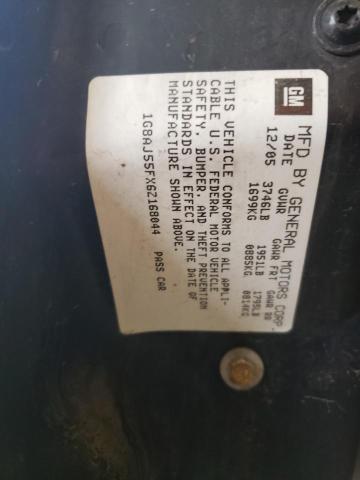 GM
MFD BY GENERAL MOTORS CORP
DATE GVWR GAWR FRT GAWR RR
12/05 3746LB 1951LB 1795LB
1699KG 0885KG 0814KG
THIS VEHICLE CONFORMS TO ALL APPLI-
CABLE U.S. FEDERAL MOTOR VEHICLE
SAFETY, BUMPER, AND THEFT PREVENTION
STANDARDS IN EFFECT ON THE DATE OF
MANUFACTURE SHOWN ABOVE.
1G8AJ55FX6Z168044 PASS CAR